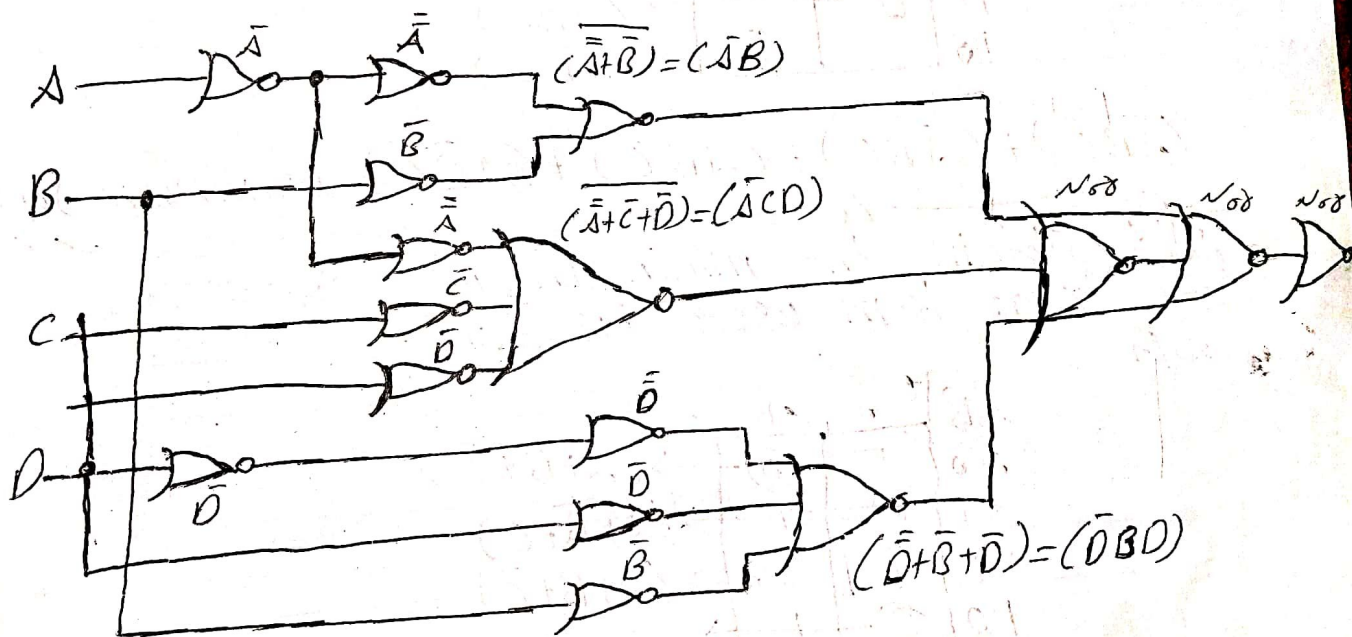 A
Ā
A̿
(A̿+B̄)‾ = (ĀB)
B
B̄
A̿
(A̿+C̄+D̄)‾ = (ĀCD)
Nor Nor Nor
C
C̄
D̄
D
D̄
D̿
D̄
B̄
(D̿+B̄+D̄) = (D̄BD)